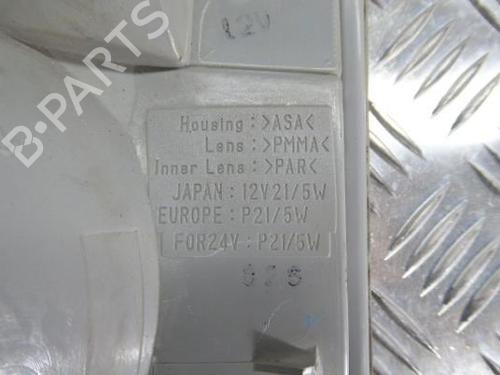 12V
Housing : >ASA<
Lens : >PMMA<
Inner Lens : >PAR<
JAPAN : 12V21/5W
EUROPE : P21/5W
FOR24V : P21/5W
B-PARTS